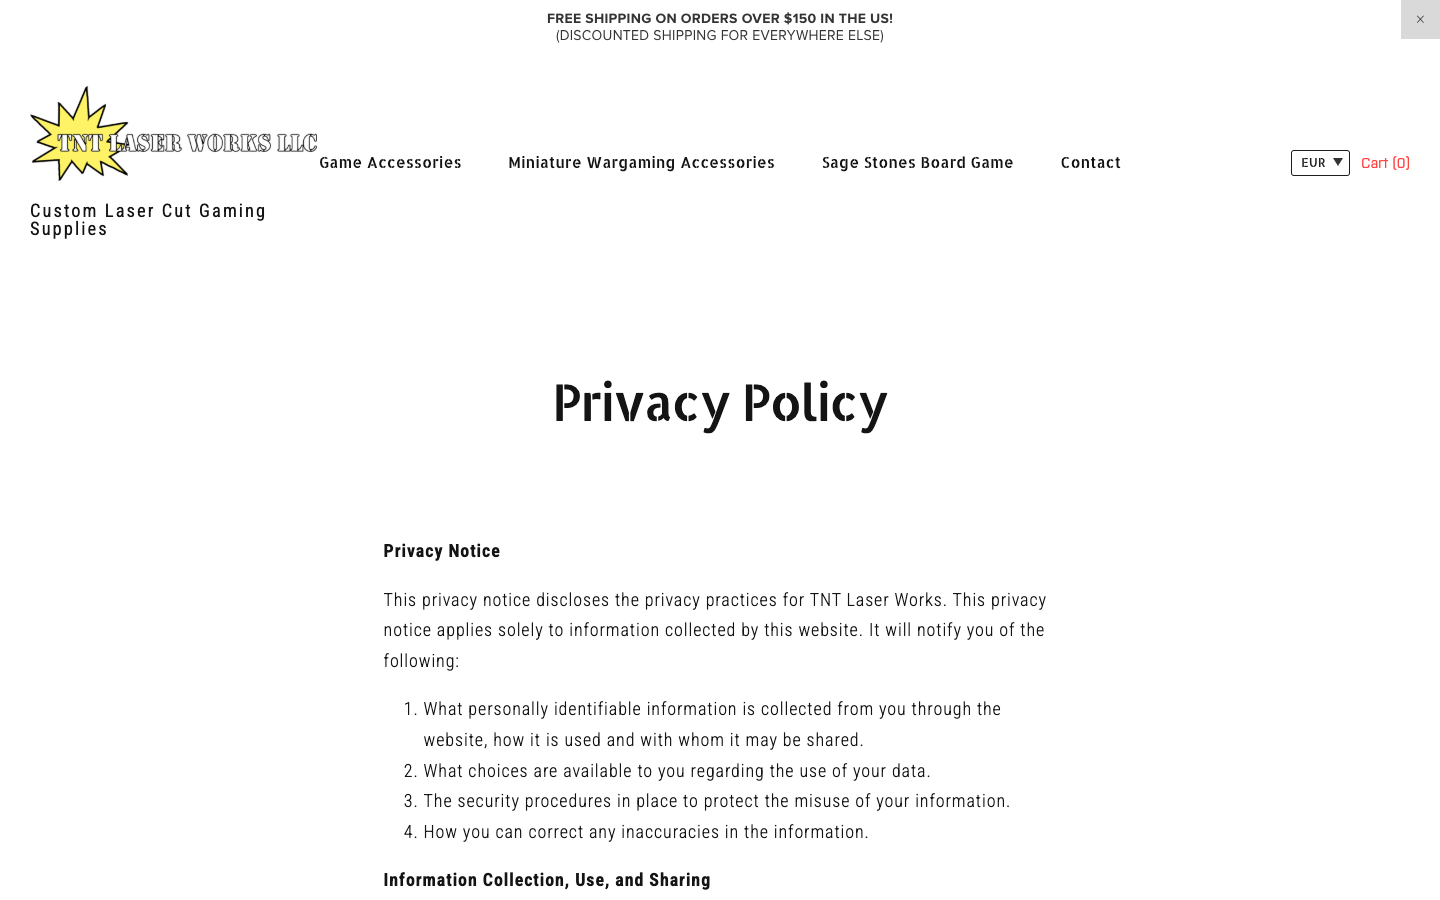 FREE SHIPPING ON ORDERS OVER $150 IN THE US!
(DISCOUNTED SHIPPING FOR EVERYWHERE ELSE)
×
TNT LASER WORKS LLC
Custom Laser Cut Gaming
Supplies
Game Accessories
Miniature Wargaming Accessories
Sage Stones Board Game
Contact
EUR ▼
Cart (0)
Privacy Policy
Privacy Notice
This privacy notice discloses the privacy practices for TNT Laser Works. This privacy
notice applies solely to information collected by this website. It will notify you of the
following:
1. What personally identifiable information is collected from you through the
website, how it is used and with whom it may be shared.
2. What choices are available to you regarding the use of your data.
3. The security procedures in place to protect the misuse of your information.
4. How you can correct any inaccuracies in the information.
Information Collection, Use, and Sharing